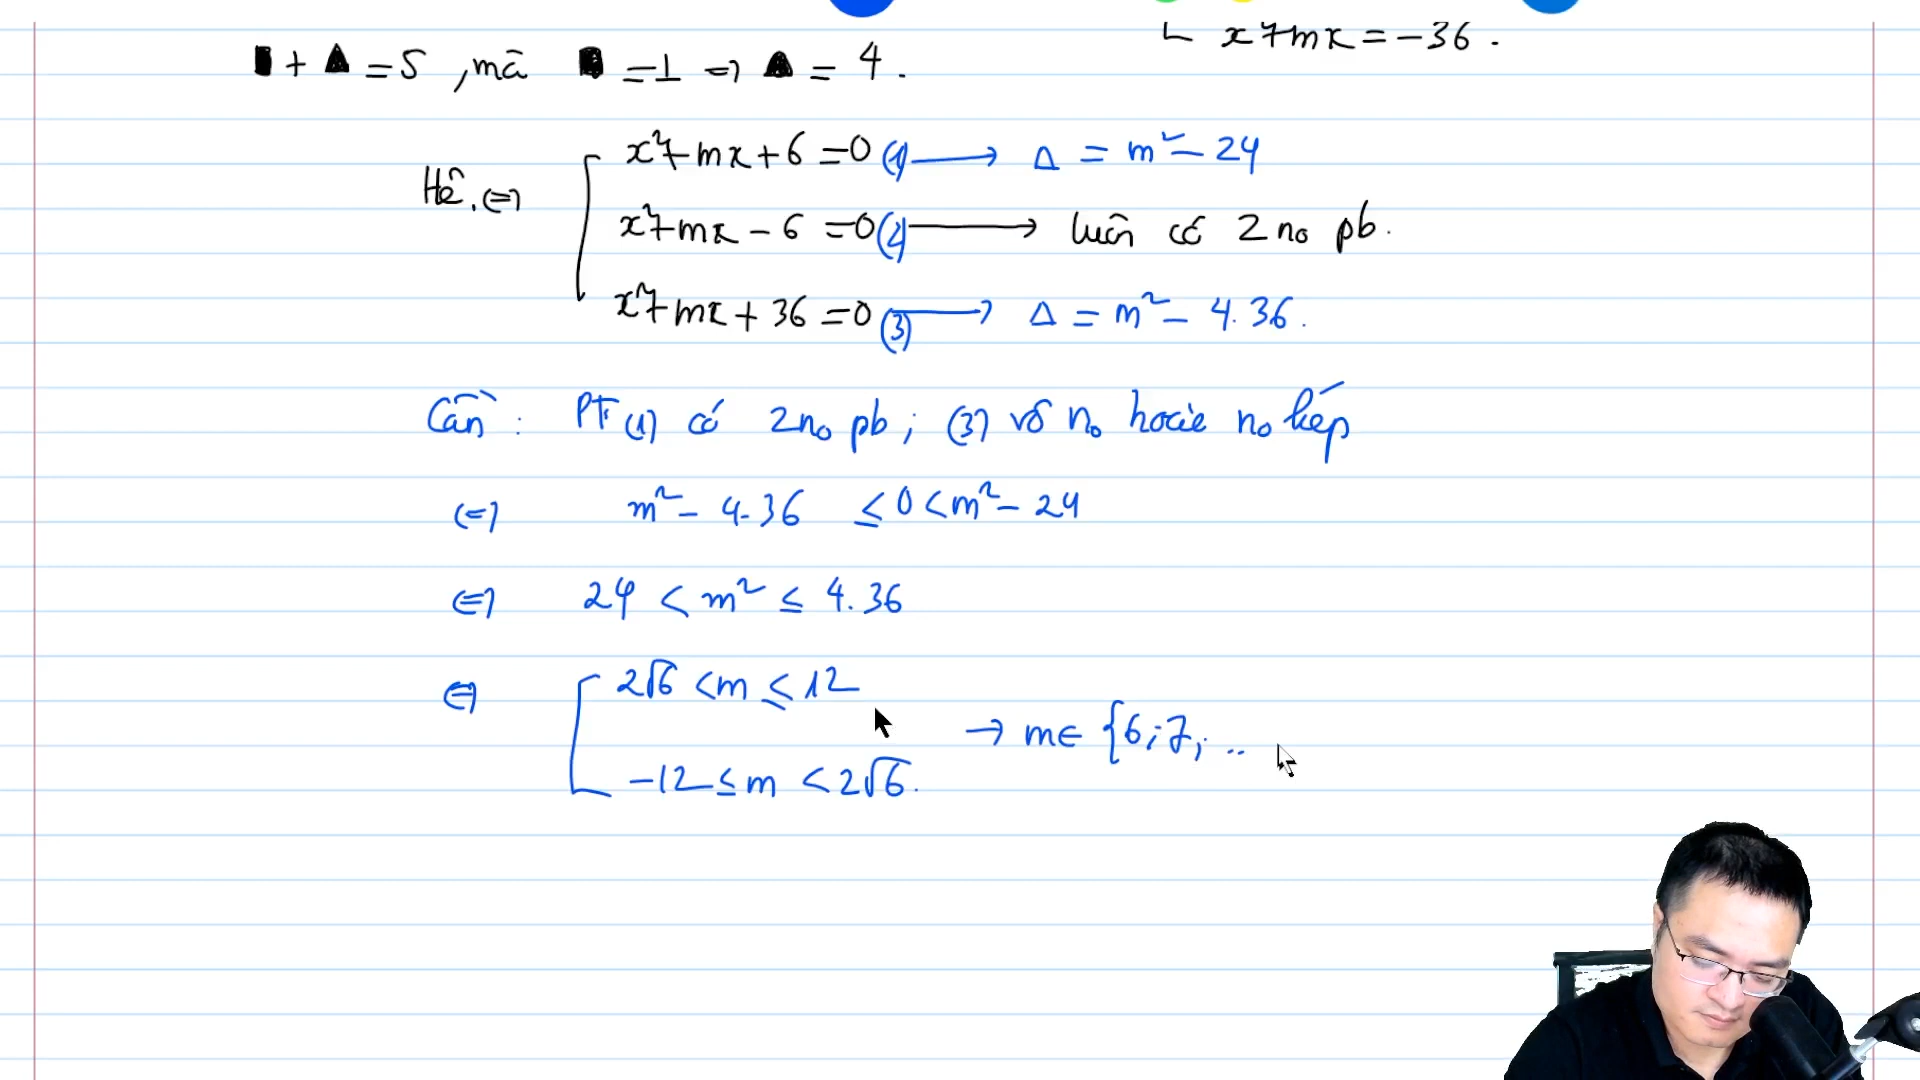 x²+mx = -36.
▮ + ▲ = 5 , mà ▮ = 1 ⇒ ▲ = 4.
Hệ. ⇔ [ x²+mx+6=0 (1) → Δ = m² - 24
x²+mx-6=0 (2) → luôn có 2 no pb.
x²+mx+36=0 (3) → Δ = m² - 4.36.
Cần : PT (1) có 2 no pb ; (3) vô no hoặc no kép
⇔ m² - 4.36 ≤ 0 < m² - 24
⇔ 24 < m² ≤ 4.36
⇔ [ 2√6 < m ≤ 12
-12 ≤ m < 2√6.
→ m∈ {6;7; ..